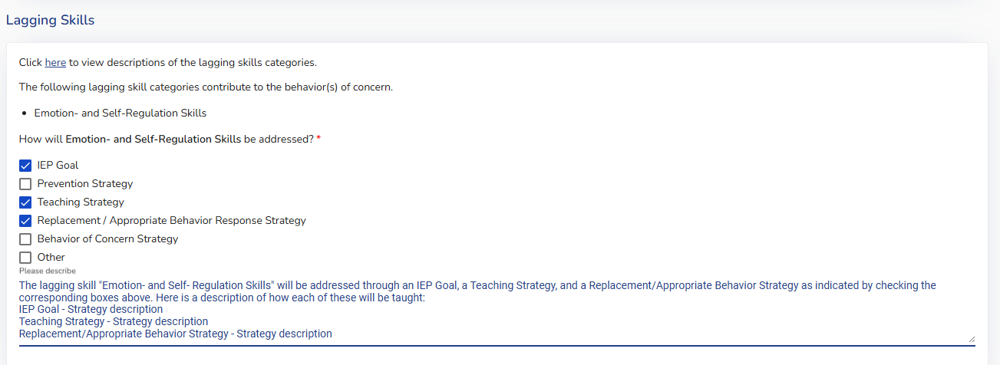 Lagging Skills
Click here to view descriptions of the lagging skills categories.
The following lagging skill categories contribute to the behavior(s) of concern.
• Emotion- and Self-Regulation Skills
How will Emotion- and Self-Regulation Skills be addressed? *
IEP Goal
Prevention Strategy
Teaching Strategy
Replacement / Appropriate Behavior Response Strategy
Behavior of Concern Strategy
Other
Please describe
The lagging skill "Emotion- and Self- Regulation Skills" will be addressed through an IEP Goal, a Teaching Strategy, and a Replacement/Appropriate Behavior Strategy as indicated by checking the
corresponding boxes above. Here is a description of how each of these will be taught:
IEP Goal - Strategy description
Teaching Strategy - Strategy description
Replacement/Appropriate Behavior Strategy - Strategy description